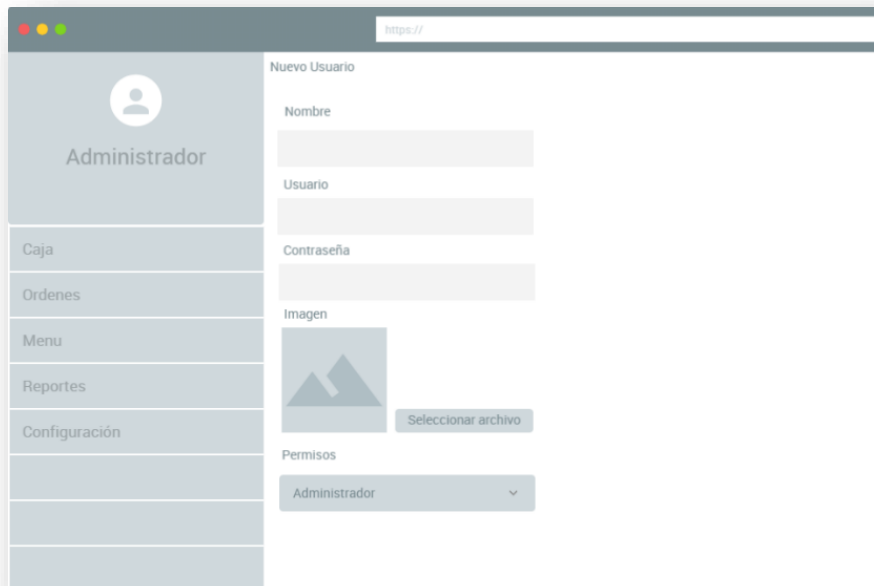 https://
Administrador
Caja
Ordenes
Menu
Reportes
Configuración
Nuevo Usuario
Nombre
Usuario
Contraseña
Imagen
Seleccionar archivo
Permisos
Administrador